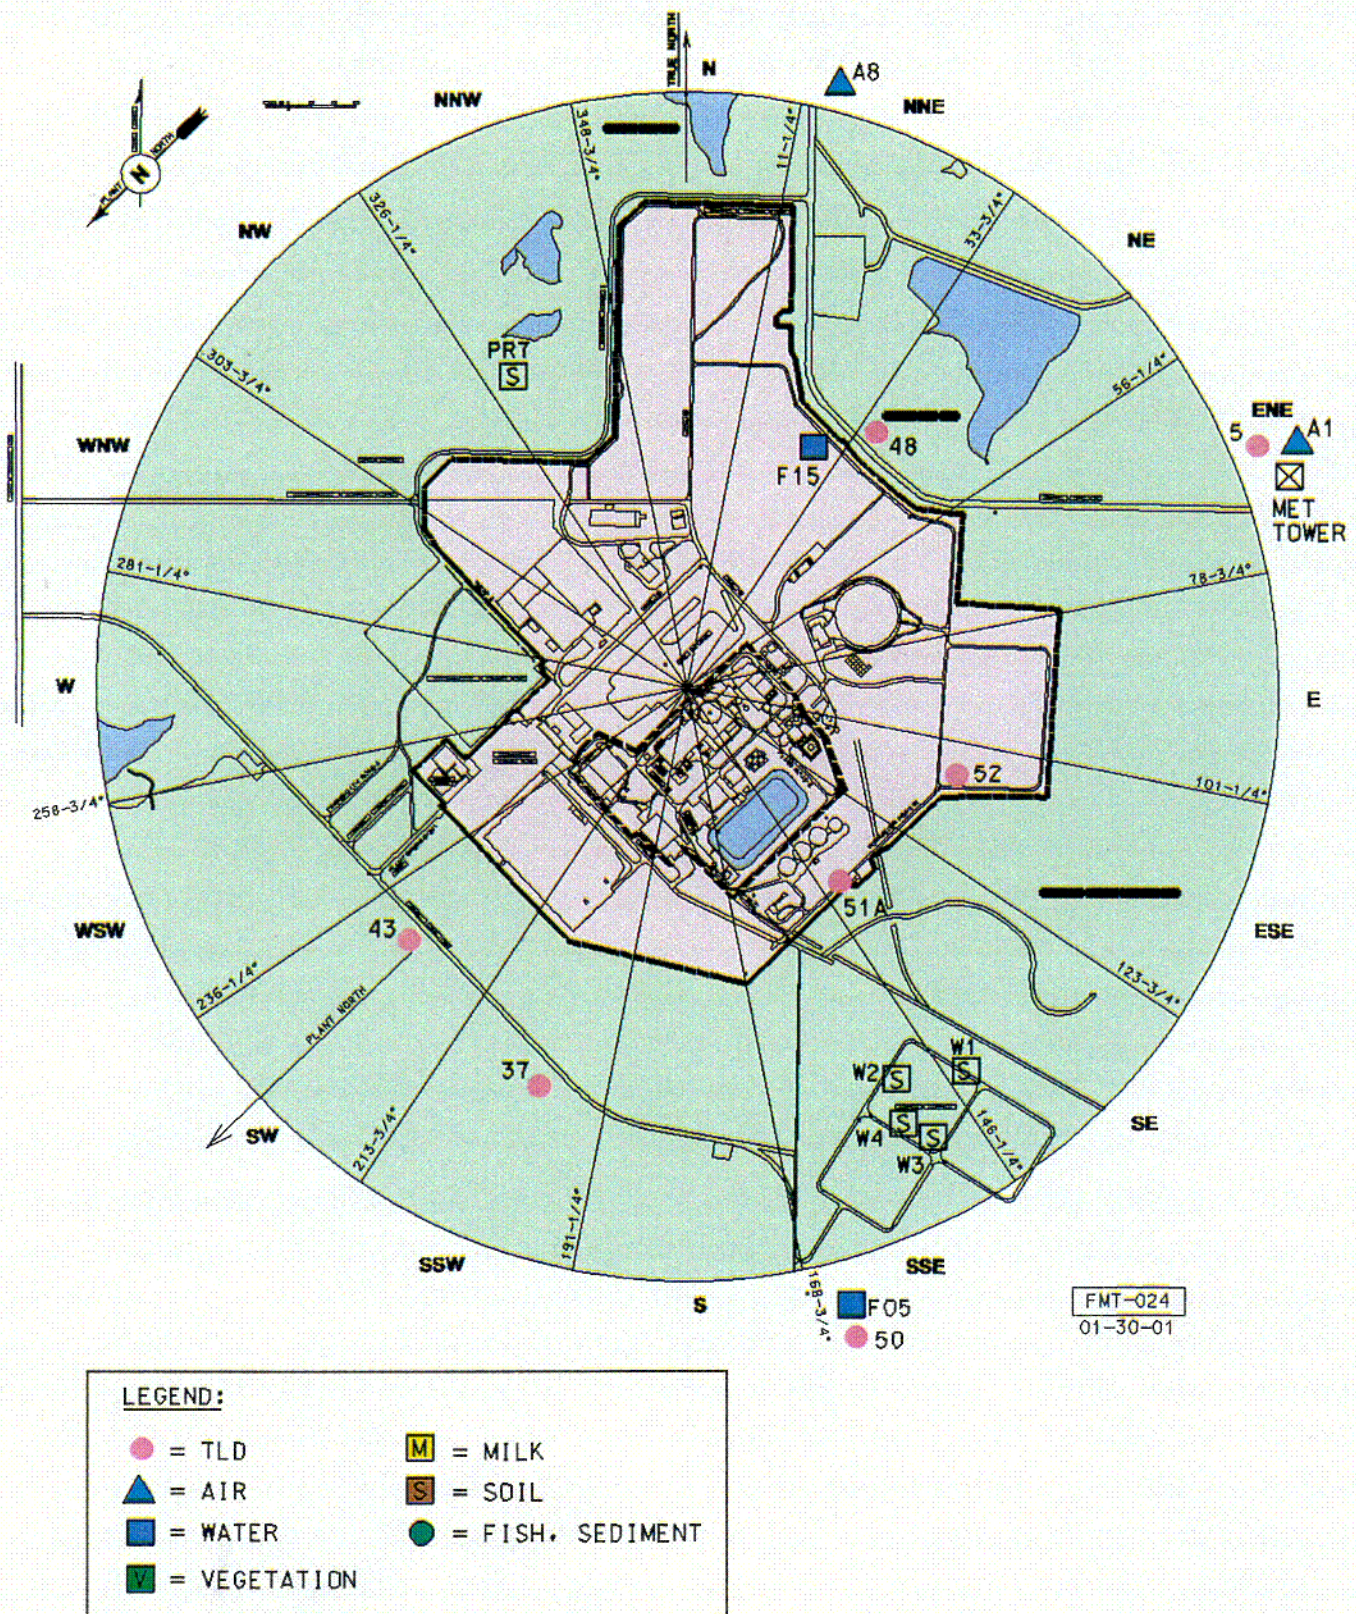 TRUE NORTH
N
A8
NNW
NNE
348-3/4°
11-1/4°
PLANT NORTH
N
326-1/4°
33-3/4°
NW
NE
PR7
S
303-3/4°
56-1/4°
ENE
5
A1
48
WNW
F15
MET
TOWER
281-1/4°
78-3/4°
W
E
52
101-1/4°
258-3/4°
51A
WSW
43
ESE
236-1/4°
123-3/4°
PLANT NORTH
W1
W2
S
S
37
SW
S
W4
S
W3
146-1/4°
SE
213-3/4°
191-1/4°
SSW
SSE
S
168-3/4°
F05
50
FMT-024
01-30-01
LEGEND:
= TLD
M = MILK
= AIR
S = SOIL
= WATER
= FISH, SEDIMENT
V = VEGETATION